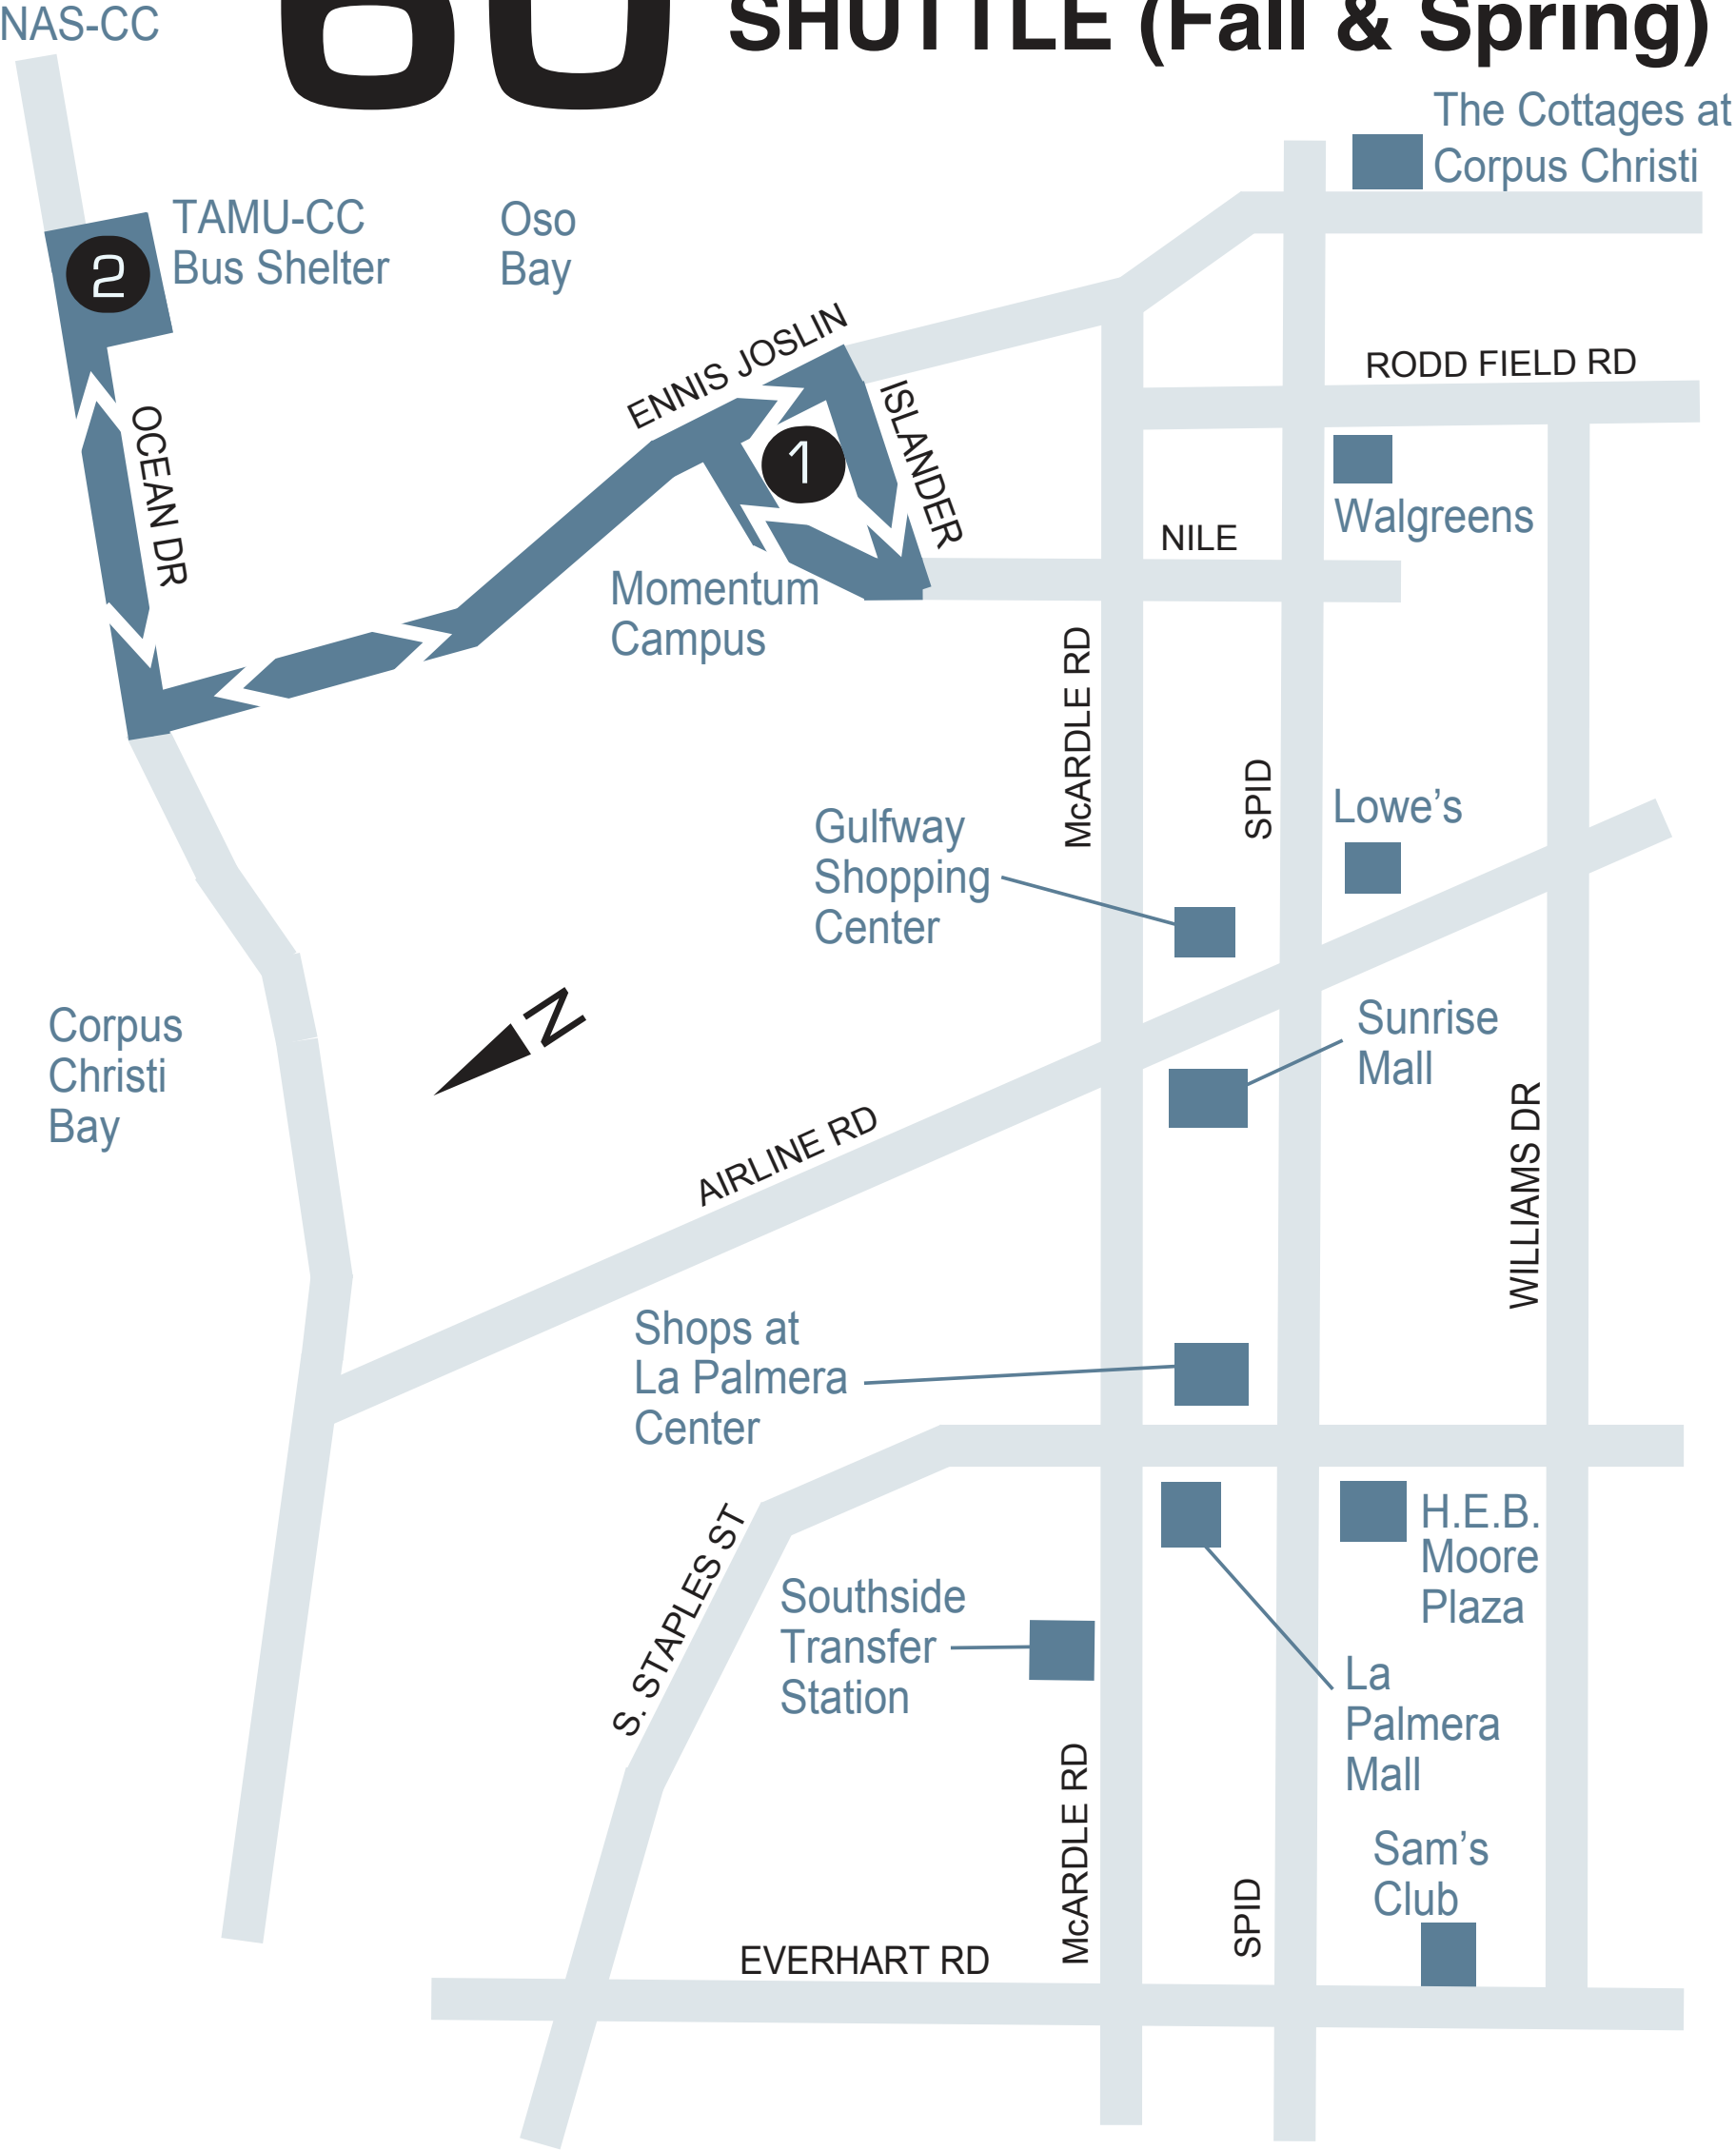 NAS-CC
60
SHUTTLE (Fall & Spring)
The Cottages at
Corpus Christi
TAMU-CC
Bus Shelter
2
Oso
Bay
ENNIS JOSLIN
ISLANDER
1
RODD FIELD RD
OCEAN DR
Walgreens
NILE
Momentum
Campus
McARDLE RD
SPID
Lowe’s
Gulfway
Shopping
Center
Corpus
Christi
Bay
N
Sunrise
Mall
AIRLINE RD
WILLIAMS DR
Shops at
La Palmera
Center
H.E.B.
Moore
Plaza
S. STAPLES ST
Southside
Transfer
Station
La
Palmera
Mall
McARDLE RD
SPID
Sam’s
Club
EVERHART RD